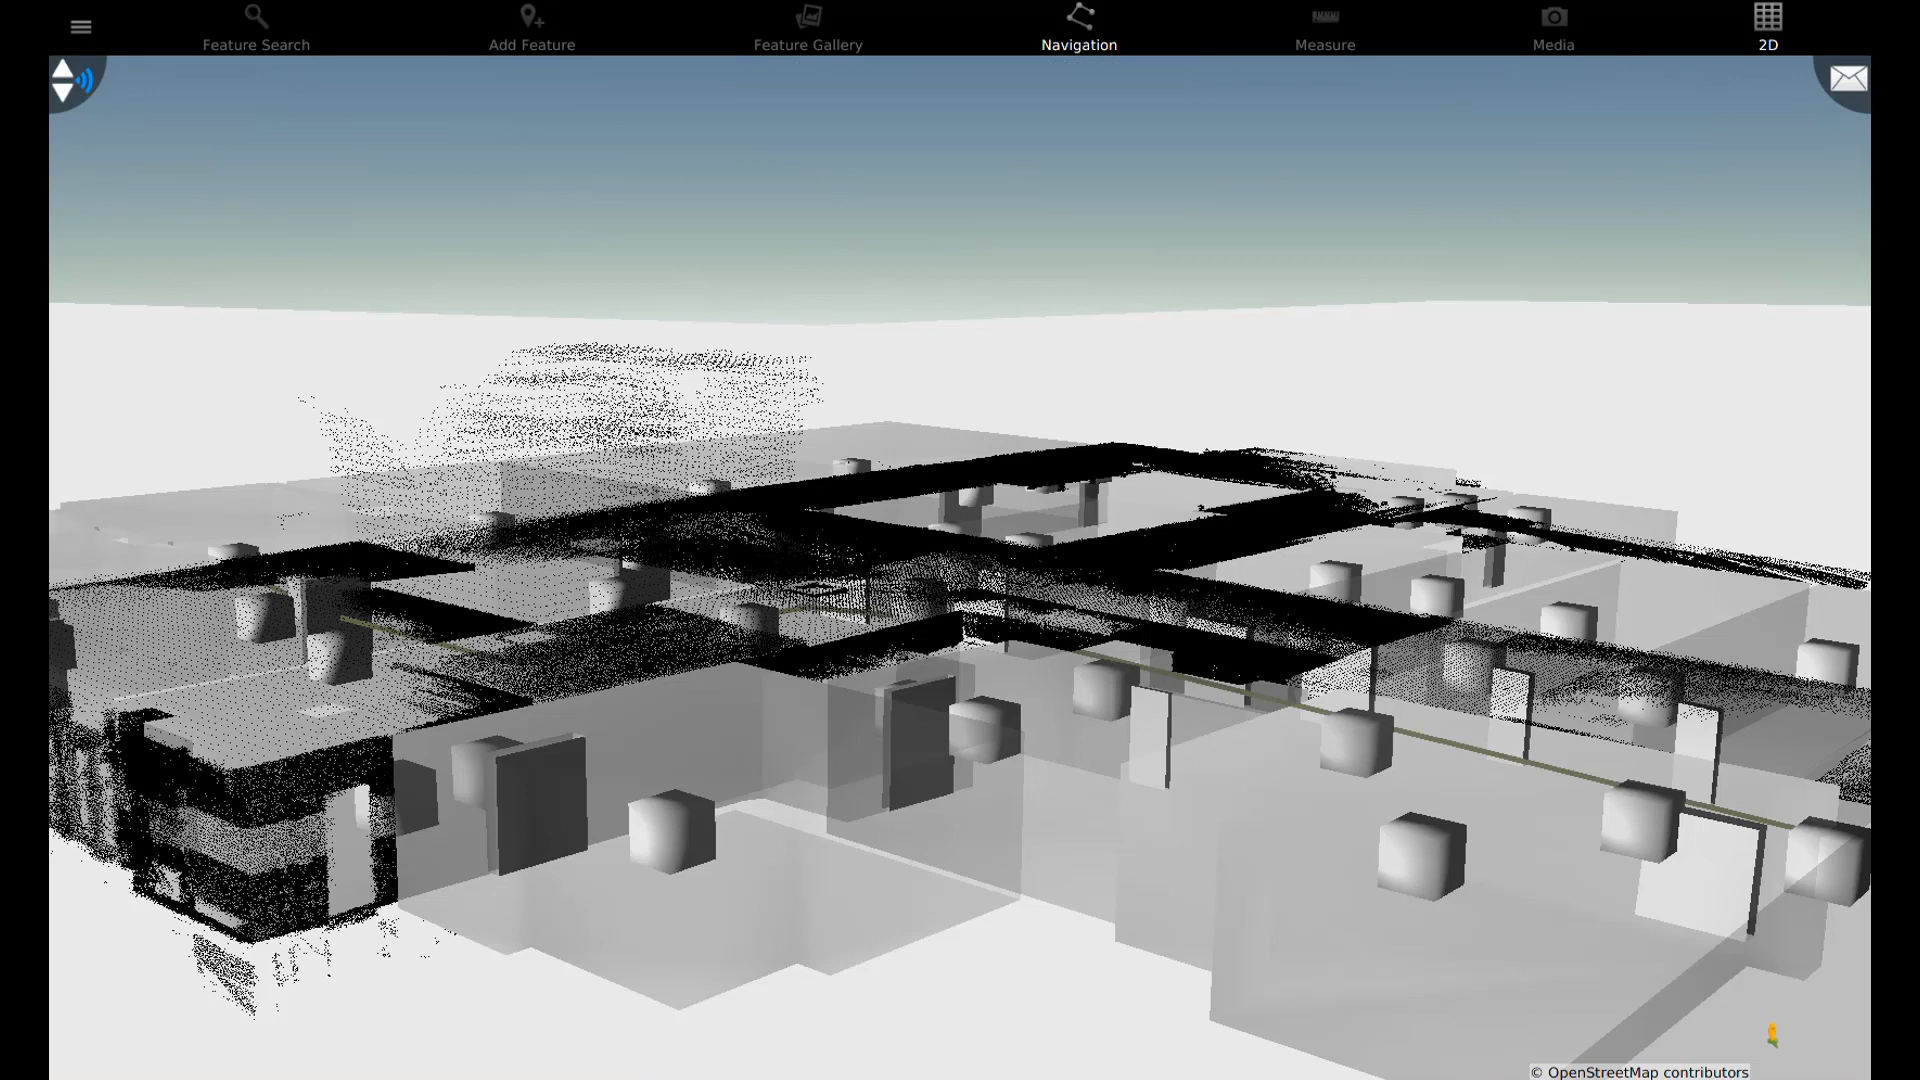 Feature Search
Add Feature
Feature Gallery
Navigation
Measure
Media
2D
© OpenStreetMap contributors